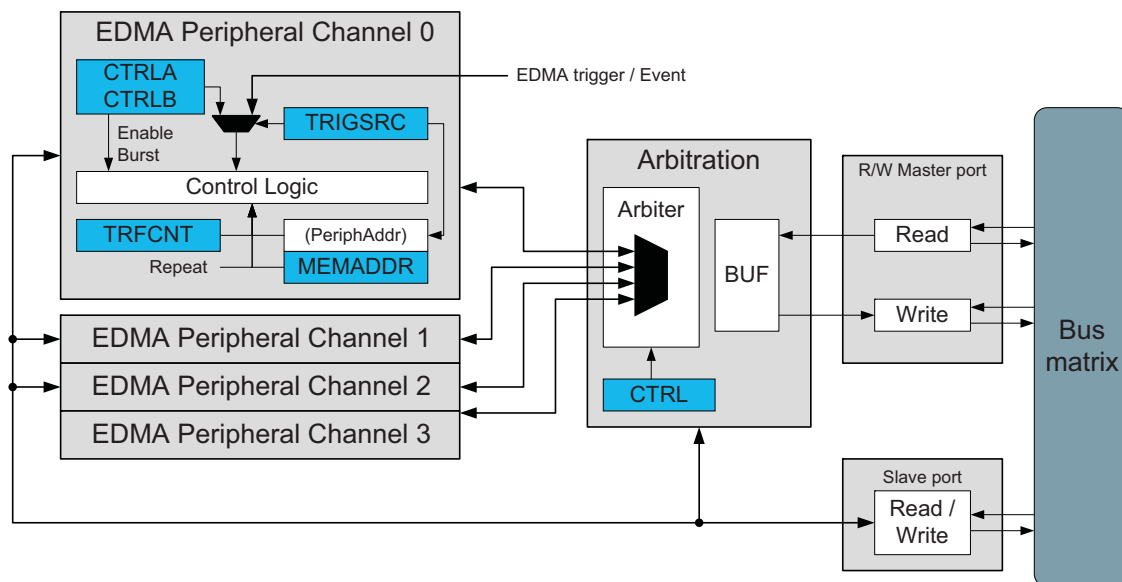 EDMA Peripheral Channel 0
CTRLA
CTRLB
EDMA trigger / Event
TRIGSRC
Enable
Burst
Control Logic
TRFCNT
(PeriphAddr)
Repeat
MEMADDR
EDMA Peripheral Channel 1
EDMA Peripheral Channel 2
EDMA Peripheral Channel 3
Arbitration
Arbiter
BUF
CTRL
R/W Master port
Read
Write
Slave port
Read /
Write
Bus
matrix